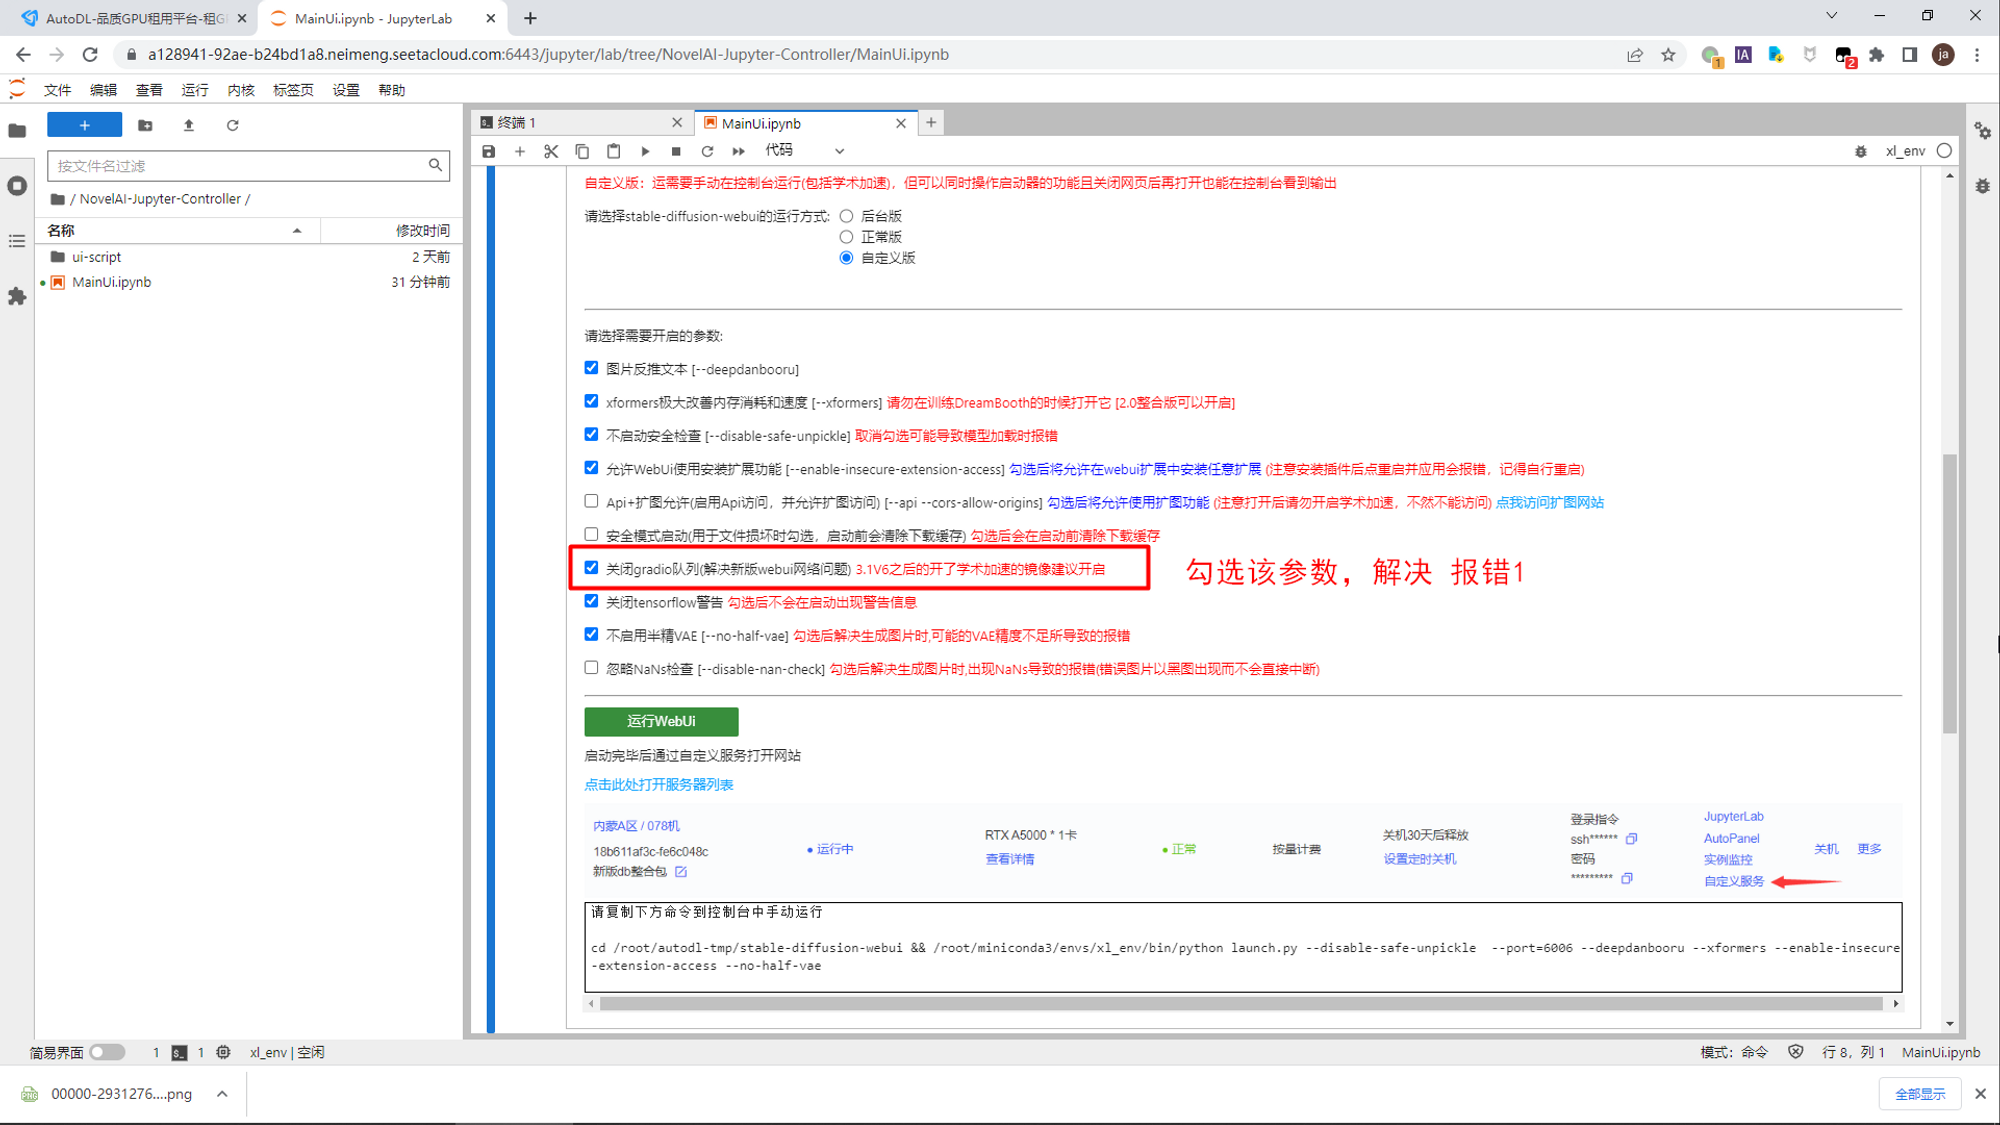 AutoDL-品质GPU租用平台-租G
MainUi.ipynb - JupyterLab
a128941-92ae-b24bd1a8.neimeng.seetacloud.com:6443/jupyter/lab/tree/NovelAI-Jupyter-Controller/MainUi.ipynb
1
IA
2
ja
文件 编辑 查看 运行 内核 标签页 设置 帮助
终端 1
MainUi.ipynb
代码
xl_env
按文件名过滤
/ NovelAI-Jupyter-Controller /
名称 修改时间
ui-script 2 天前
MainUi.ipynb 31 分钟前
自定义版：运需要手动在控制台运行(包括学术加速)，但可以同时操作启动器的功能且关闭网页后再打开也能在控制台看到输出
请选择stable-diffusion-webui的运行方式: 后台版
正常版
自定义版
请选择需要开启的参数:
图片反推文本 [--deepdanbooru]
xformers极大改善内存消耗和速度 [--xformers] 请勿在训练DreamBooth的时候打开它 [2.0整合版可以开启]
不启动安全检查 [--disable-safe-unpickle] 取消勾选可能导致模型加载时报错
允许WebUi使用安装扩展功能 [--enable-insecure-extension-access] 勾选后将允许在webui扩展中安装任意扩展 (注意安装插件后点重启并应用会报错，记得自行重启)
Api+扩图允许(启用Api访问，并允许扩图访问) [--api --cors-allow-origins] 勾选后将允许使用扩图功能 (注意打开后请勿开启学术加速，不然不能访问) 点我访问扩图网站
安全模式启动(用于文件损坏时勾选，启动前会清除下载缓存) 勾选后会在启动前清除下载缓存
关闭gradio队列(解决新版webui网络问题) 3.1V6之后的开了学术加速的镜像建议开启
勾选该参数，解决 报错1
关闭tensorflow警告 勾选后不会在启动出现警告信息
不启用半精VAE [--no-half-vae] 勾选后解决生成图片时,可能的VAE精度不足所导致的报错
忽略NaNs检查 [--disable-nan-check] 勾选后解决生成图片时,出现NaNs导致的报错(错误图片以黑图出现而不会直接中断)
运行WebUi
启动完毕后通过自定义服务打开网站
点击此处打开服务器列表
内蒙A区 / 078机
18b611af3c-fe6c048c
新版db整合包
运行中
RTX A5000 * 1卡
查看详情
正常
按量计费
关机30天后释放
设置定时关机
登录指令
ssh******
密码
*********
JupyterLab
AutoPanel
实例监控
自定义服务
关机 更多
请复制下方命令到控制台中手动运行
cd /root/autodl-tmp/stable-diffusion-webui && /root/miniconda3/envs/xl_env/bin/python launch.py --disable-safe-unpickle  --port=6006 --deepdanbooru --xformers --enable-insecure
-extension-access --no-half-vae
简易界面 1 1 xl_env | 空闲
模式：命令 行 8，列 1 MainUi.ipynb
00000-2931276....png
全部显示